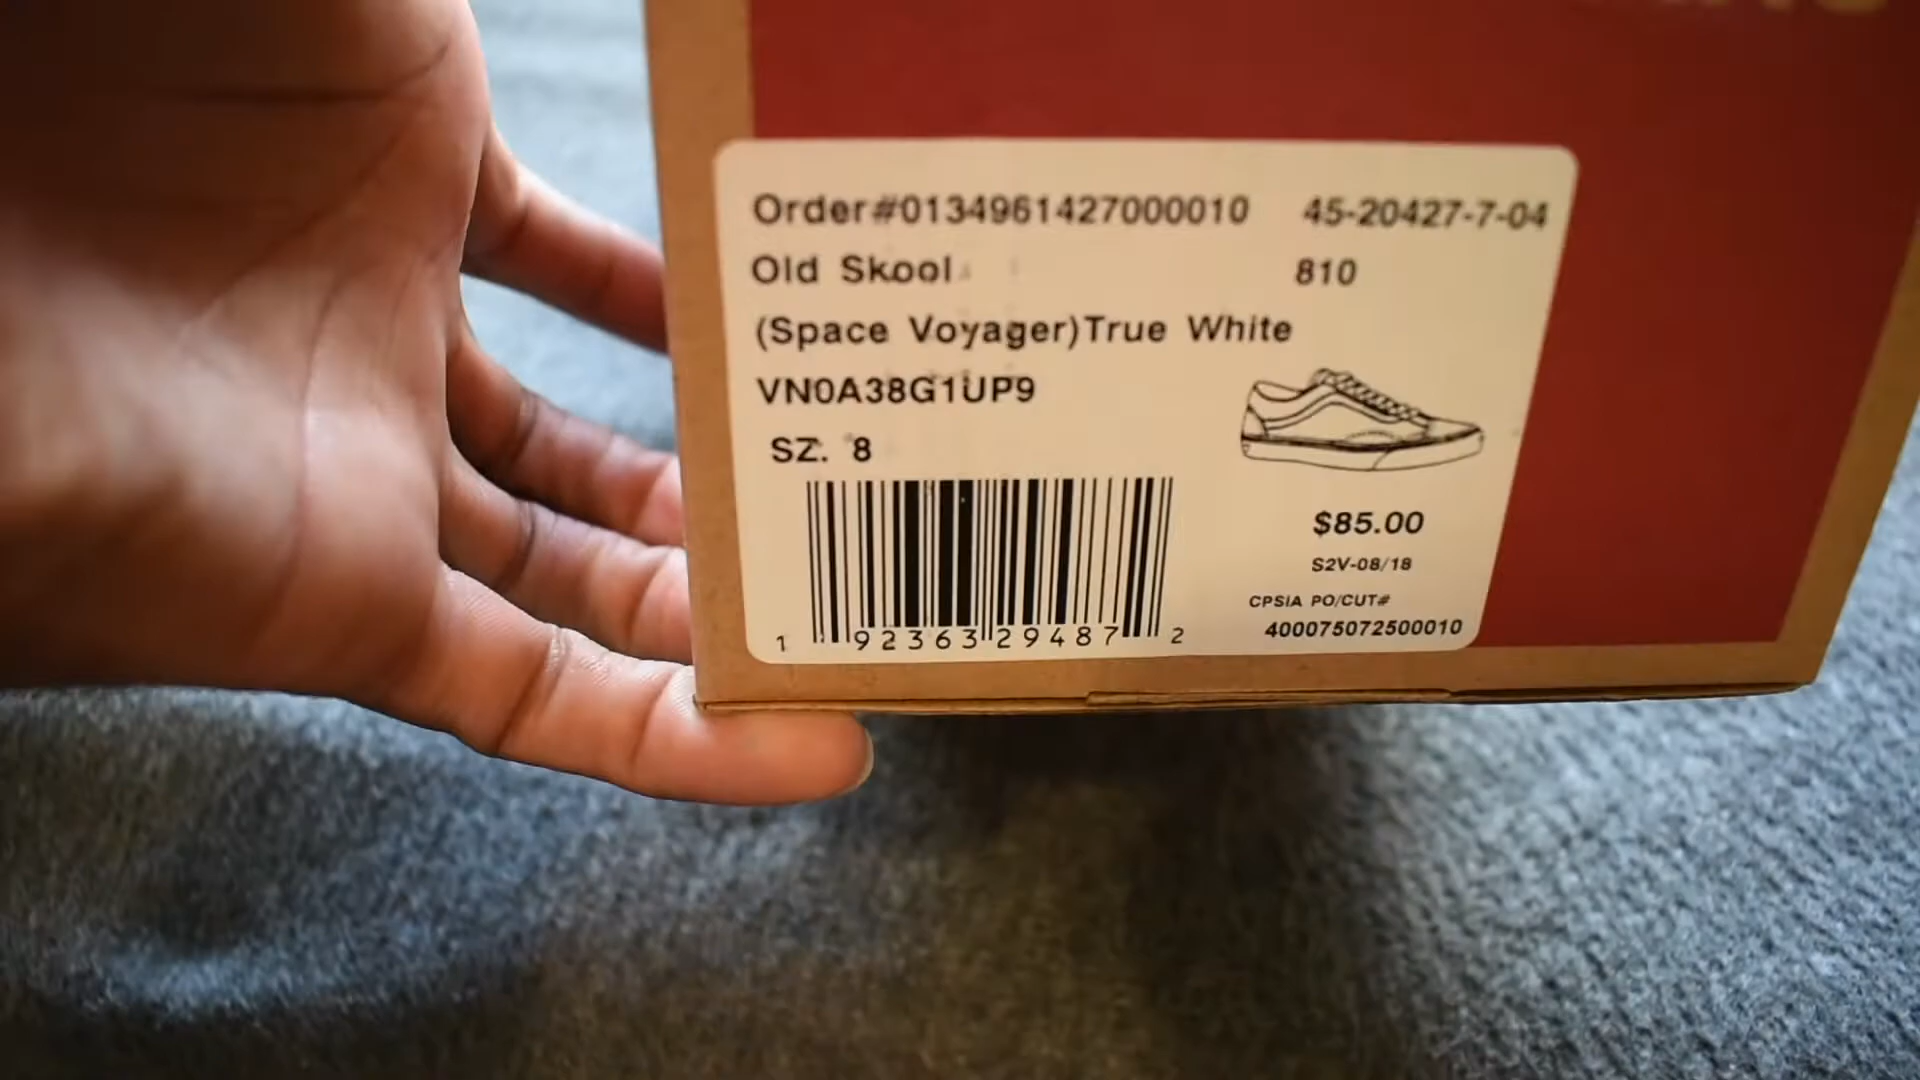 Order#0134961427000010 45-20427-7-04
Old Skool 810
(Space Voyager)True White
VN0A38G1UP9
SZ. 8
$85.00
S2V-08/18
CPSIA PO/CUT#
400075072500010
1 92363 29487 2